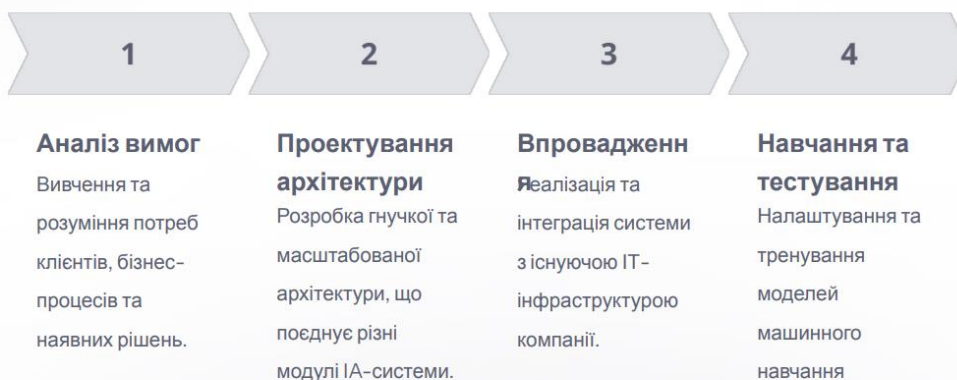 1
2
3
4
Аналіз вимог
Вивчення та
розуміння потреб
клієнтів, бізнес-
процесів та
наявних рішень.
Проектування
архітектури
Розробка гнучкої та
масштабованої
архітектури, що
поєднує різні
модулі ІА-системи.
Впровадженн
я
Реалізація та
інтеграція системи
з існуючою ІТ-
інфраструктурою
компанії.
Навчання та
тестування
Налаштування та
тренування
моделей
машинного
навчання